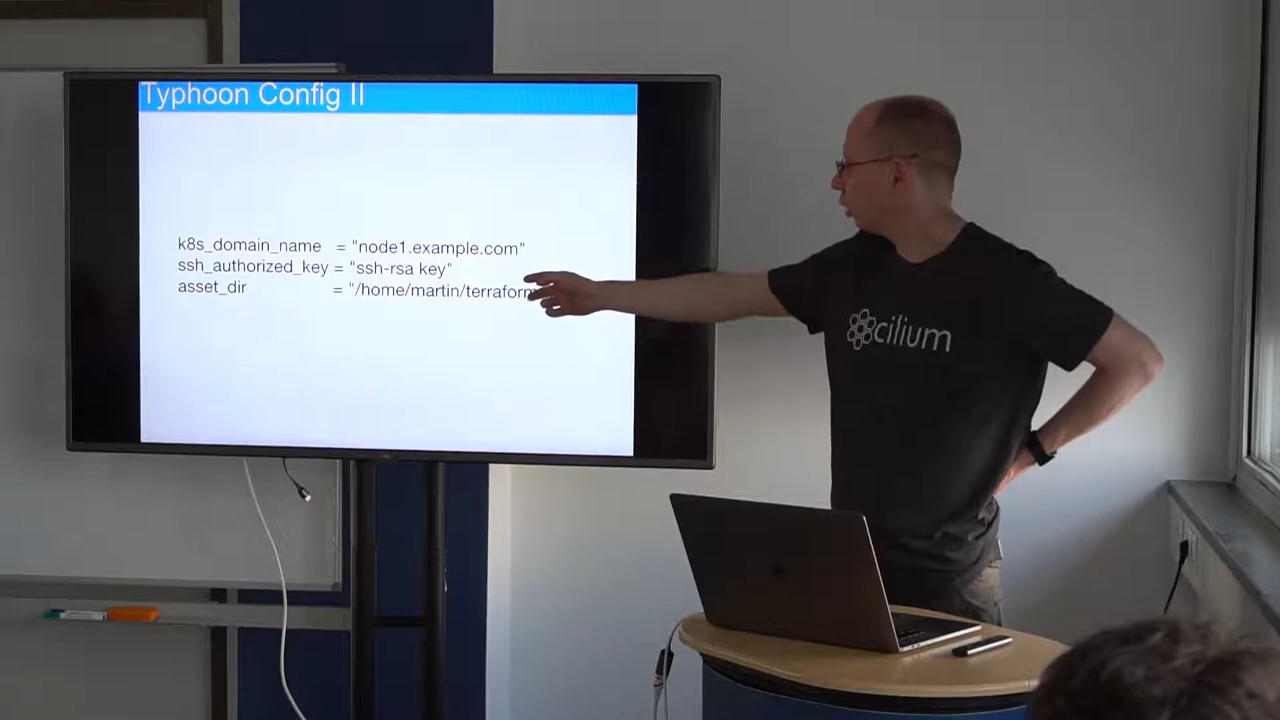 Typhoon Config II
k8s_domain_name = "node1.example.com"
ssh_authorized_key = "ssh-rsa key"
asset_dir = "/home/martin/terraform
cilium